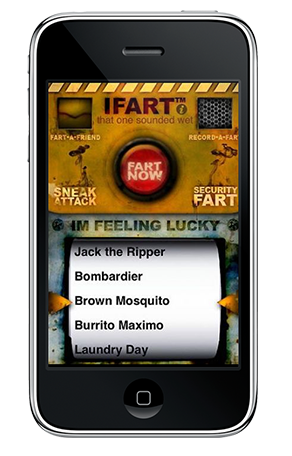 IFART™
that one sounded wet
FART-A-FRIEND
RECORD-A-FAR
FART
NOW
SNEAK
ATTACK
SECURITY
FART
IM FEELING LUCKY
Jack the Ripper
Bombardier
Brown Mosquito
Burrito Maximo
Laundry Day